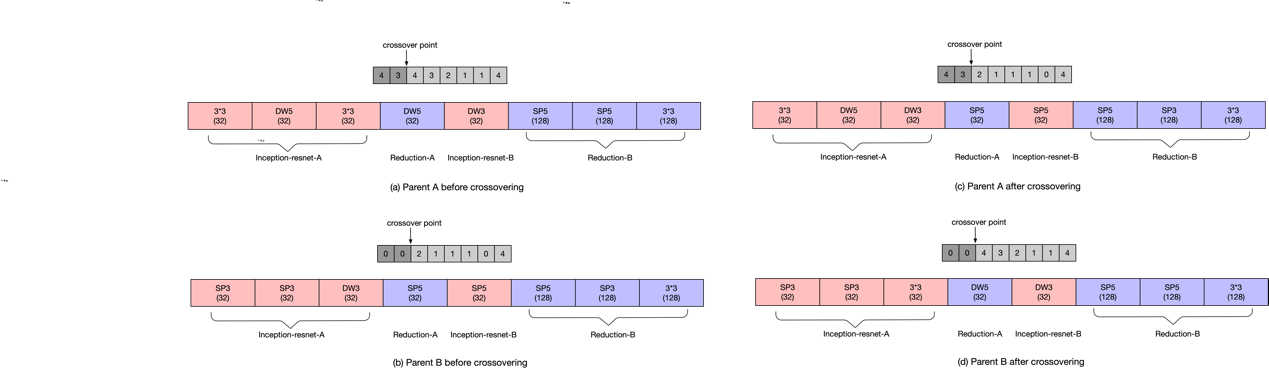 crossover point
4 3 4 3 2 1 1 4
3*3 DW5 3*3 DW5 DW3 SP5 SP5 3*3
(32) (32) (32) (32) (32) (128) (128) (128)
Inception-resnet-A Reduction-A Inception-resnet-B Reduction-B
(a) Parent A before crossovering
crossover point
0 0 2 1 1 1 0 4
SP3 SP3 DW3 SP5 SP5 SP5 SP3 3*3
(32) (32) (32) (32) (32) (128) (128) (128)
Inception-resnet-A Reduction-A Inception-resnet-B Reduction-B
(b) Parent B before crossovering
crossover point
4 3 2 1 1 1 0 4
3*3 DW5 DW3 SP5 SP5 SP5 SP3 3*3
(32) (32) (32) (32) (32) (128) (128) (128)
Inception-resnet-A Reduction-A Inception-resnet-B Reduction-B
(c) Parent A after crossovering
crossover point
0 0 4 3 2 1 1 4
SP3 SP3 3*3 DW5 DW3 SP5 SP5 3*3
(32) (32) (32) (32) (32) (128) (128) (128)
Inception-resnet-A Reduction-A Inception-resnet-B Reduction-B
(d) Parent B after crossovering